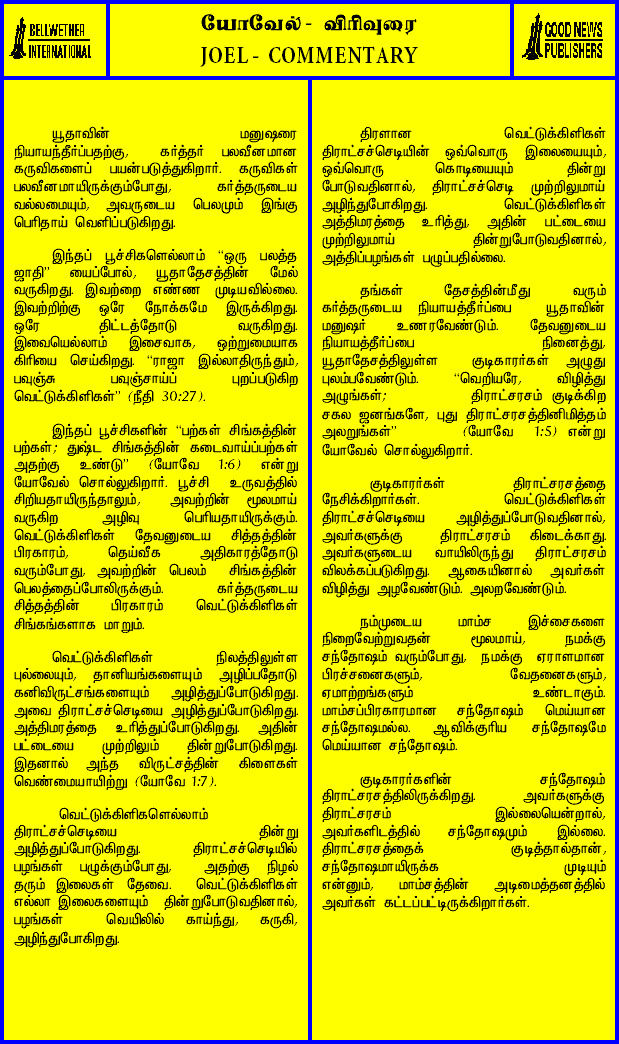 BELLWETHER
INTERNATIONAL
யோவேல் - விரிவுரை
JOEL - COMMENTARY
GOOD NEWS
PUBLISHERS
யூதாவின் மனுஷரை
நியாயந்தீர்ப்பதற்கு, கர்த்தர் பலவீனமான
கருவிகளைப் பயன்படுத்துகிறார். கருவிகள்
பலவீனமாயிருக்கும்போது, கர்த்தருடைய
வல்லமையும், அவருடைய பெலமும் இங்கு
பெரிதாய் வெளிப்படுகிறது.
இந்தப் பூச்சிகளெல்லாம் “ஒரு பலத்த
ஜாதி” யைப்போல், யூதாதேசத்தின் மேல்
வருகிறது. இவற்றை எண்ண முடியவில்லை.
இவற்றிற்கு ஒரே நோக்கமே இருக்கிறது.
ஒரே திட்டத்தோடு வருகிறது.
இவையெல்லாம் இசைவாக, ஒற்றுமையாக
கிரியை செய்கிறது. “ராஜா இல்லாதிருந்தும்,
பவுஞ்சு பவுஞ்சாய்ப் புறப்படுகிற
வெட்டுக்கிளிகள்” (நீதி 30:27).
இந்தப் பூச்சிகளின் “பற்கள் சிங்கத்தின்
பற்கள்; துஷ்ட சிங்கத்தின் கடைவாய்ப்பற்கள்
அதற்கு உண்டு” (யோவே 1:6) என்று
யோவேல் சொல்லுகிறார். பூச்சி உருவத்தில்
சிறியதாயிருந்தாலும், அவற்றின் மூலமாய்
வருகிற அழிவு பெரியதாயிருக்கும்.
வெட்டுக்கிளிகள் தேவனுடைய சித்தத்தின்
பிரகாரம், தெய்வீக அதிகாரத்தோடு
வரும்போது, அவற்றின் பெலம் சிங்கத்தின்
பெலத்தைப்போலிருக்கும். கர்த்தருடைய
சித்தத்தின் பிரகாரம் வெட்டுக்கிளிகள்
சிங்கங்களாக மாறும்.
வெட்டுக்கிளிகள் நிலத்திலுள்ள
புல்லையும், தானியங்களையும் அழிப்பதோடு
கனிவிருட்சங்களையும் அழித்துப்போடுகிறது.
அவை திராட்சச்செடியை அழித்துப்போடுகிறது.
அத்திமரத்தை உரித்துப்போடுகிறது. அதின்
பட்டையை முற்றிலும் தின்றுபோடுகிறது.
இதனால் அந்த விருட்சத்தின் கிளைகள்
வெண்மையாயிற்று (யோவே 1:7).
வெட்டுக்கிளிகளெல்லாம்
திராட்சச்செடியை தின்று
அழித்துப்போடுகிறது. திராட்சச்செடியில்
பழங்கள் பழுக்கும்போது, அதற்கு நிழல்
தரும் இலைகள் தேவை. வெட்டுக்கிளிகள்
எல்லா இலைகளையும் தின்றுபோடுவதினால்,
பழங்கள் வெயிலில் காய்ந்து, கருகி,
அழிந்துபோகிறது.
திரளான வெட்டுக்கிளிகள்
திராட்சச்செடியின் ஒவ்வொரு இலையையும்,
ஒவ்வொரு கொடியையும் தின்று
போடுவதினால், திராட்சச்செடி முற்றிலுமாய்
அழிந்துபோகிறது. வெட்டுக்கிளிகள்
அத்திமரத்தை உரித்து, அதின் பட்டையை
முற்றிலுமாய் தின்றுபோடுவதினால்,
அத்திப்பழங்கள் பழுப்பதில்லை.
தங்கள் தேசத்தின்மீது வரும்
கர்த்தருடைய நியாயத்தீர்ப்பை யூதாவின்
மனுஷர் உணரவேண்டும். தேவனுடைய
நியாயத்தீர்ப்பை நினைத்து,
யூதாதேசத்திலுள்ள குடிகாரர்கள் அழுது
புலம்பவேண்டும். “வெறியரே, விழித்து
அழுங்கள்; திராட்சரசம் குடிக்கிற
சகல ஜனங்களே, புது திராட்சரசத்தினிமித்தம்
அலறுங்கள்” (யோவே 1:5) என்று
யோவேல் சொல்லுகிறார்.
குடிகாரர்கள் திராட்சரசத்தை
நேசிக்கிறார்கள். வெட்டுக்கிளிகள்
திராட்சச்செடியை அழித்துப்போடுவதினால்,
அவர்களுக்கு திராட்சரசம் கிடைக்காது.
அவர்களுடைய வாயிலிருந்து திராட்சரசம்
விலக்கப்படுகிறது. ஆகையினால் அவர்கள்
விழித்து அழவேண்டும். அலறவேண்டும்.
நம்முடைய மாம்ச இச்சைகளை
நிறைவேற்றுவதன் மூலமாய், நமக்கு
சந்தோஷம் வரும்போது, நமக்கு ஏராளமான
பிரச்சனைகளும், வேதனைகளும்,
ஏமாற்றங்களும் உண்டாகும்.
மாம்சப்பிரகாரமான சந்தோஷம் மெய்யான
சந்தோஷமல்ல. ஆவிக்குரிய சந்தோஷமே
மெய்யான சந்தோஷம்.
குடிகாரர்களின் சந்தோஷம்
திராட்சரசத்திலிருக்கிறது. அவர்களுக்கு
திராட்சரசம் இல்லையென்றால்,
அவர்களிடத்தில் சந்தோஷமும் இல்லை.
திராட்சரசத்தைக் குடித்தால்தான்,
சந்தோஷமாயிருக்க முடியும்
என்னும், மாம்சத்தின் அடிமைத்தனத்தில்
அவர்கள் கட்டப்பட்டிருக்கிறார்கள்.